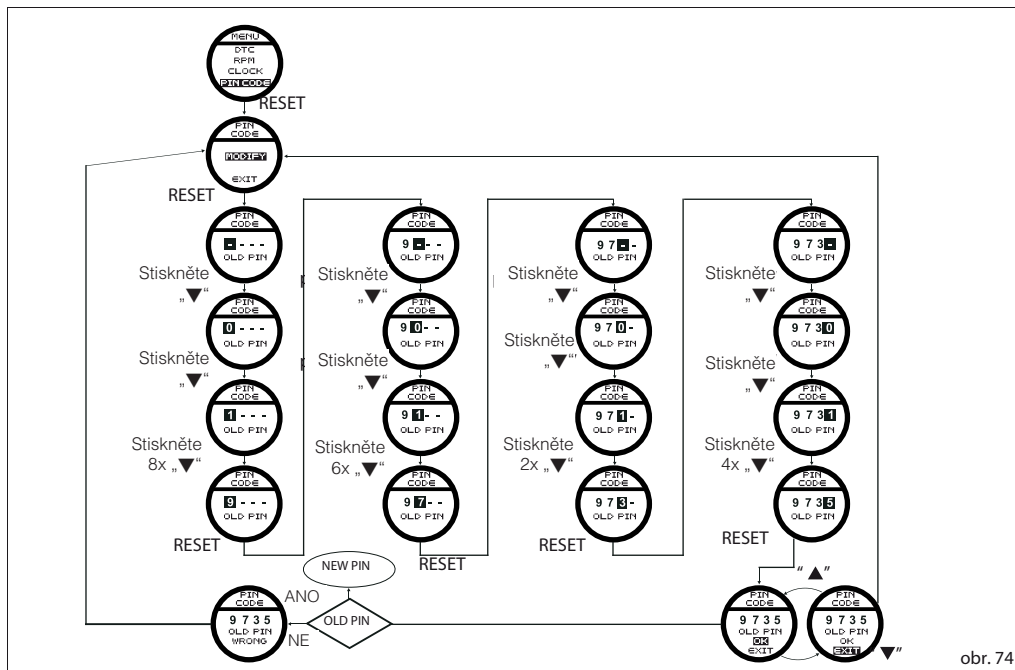 MENU
DTC
RPM
CLOCK
PIN CODE
RESET
PIN
CODE
MODIFY
EXIT
RESET
PIN
CODE
- - - -
OLD PIN
Stiskněte
„▼“
PIN
CODE
0 - - -
OLD PIN
Stiskněte
„▼“
PIN
CODE
1 - - -
OLD PIN
Stiskněte
8x „▼“
PIN
CODE
9 - - -
OLD PIN
RESET
PIN
CODE
9 - - -
OLD PIN
Stiskněte
„▼“
PIN
CODE
9 0 - -
OLD PIN
Stiskněte
„▼“
PIN
CODE
9 1 - -
OLD PIN
Stiskněte
6x „▼“
PIN
CODE
9 7 - -
OLD PIN
RESET
PIN
CODE
9 7 - -
OLD PIN
Stiskněte
„▼“
PIN
CODE
9 7 0 -
OLD PIN
Stiskněte
„▼“'
PIN
CODE
9 7 1 -
OLD PIN
Stiskněte
2x „▼“
PIN
CODE
9 7 3 -
OLD PIN
RESET
PIN
CODE
9 7 3 -
OLD PIN
Stiskněte
„▼“
PIN
CODE
9 7 3 0
OLD PIN
Stiskněte
„▼“
PIN
CODE
9 7 3 1
OLD PIN
Stiskněte
4x „▼“
PIN
CODE
9 7 3 5
OLD PIN
RESET
“ ▲”
PIN
CODE
9 7 3 5
OLD PIN
OK
EXIT
PIN
CODE
9 7 3 5
OLD PIN
OK
EXIT
▼”
OLD PIN
ANO
NEW PIN
NE
PIN
CODE
9 7 3 5
OLD PIN
WRONG
obr. 74